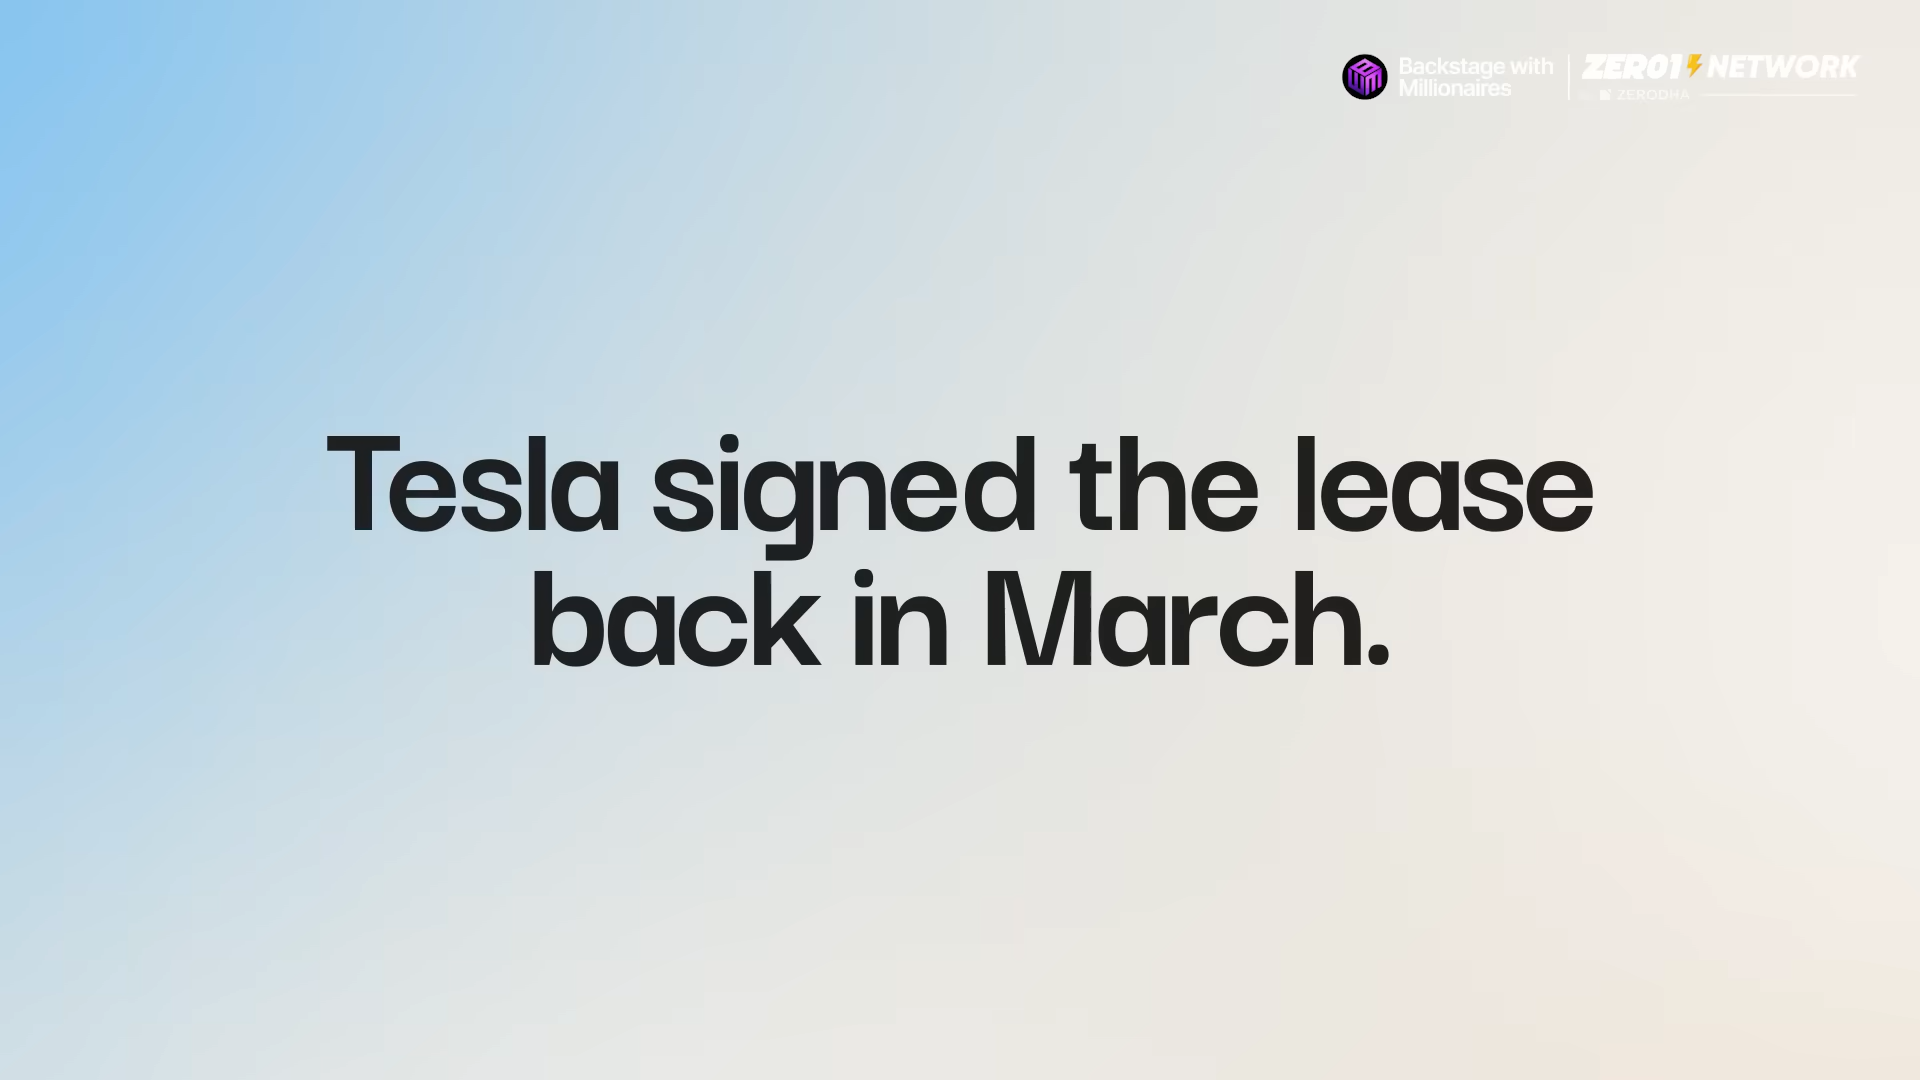 Backstage with
Millionaires
ZERO1 NETWORK
ZERODHA
Tesla signed the lease
back in March.